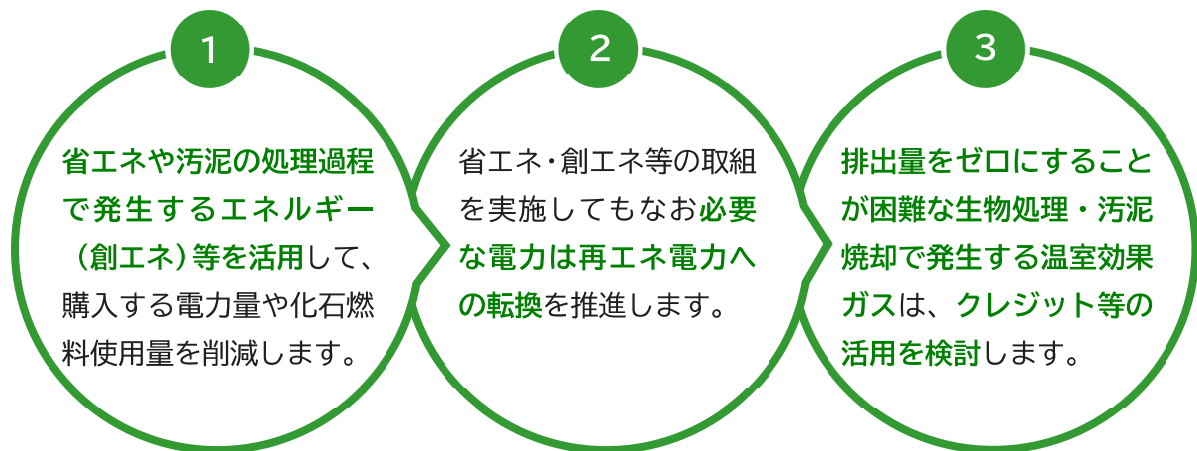 1
省エネや汚泥の処理過程
で発生するエネルギー
（創エネ）等を活用して、
購入する電力量や化石燃
料使用量を削減します。
2
省エネ・創エネ等の取組
を実施してもなお必要
な電力は再エネ電力へ
の転換を推進します。
3
排出量をゼロにすること
が困難な生物処理・汚泥
焼却で発生する温室効果
ガスは、クレジット等の
活用を検討します。